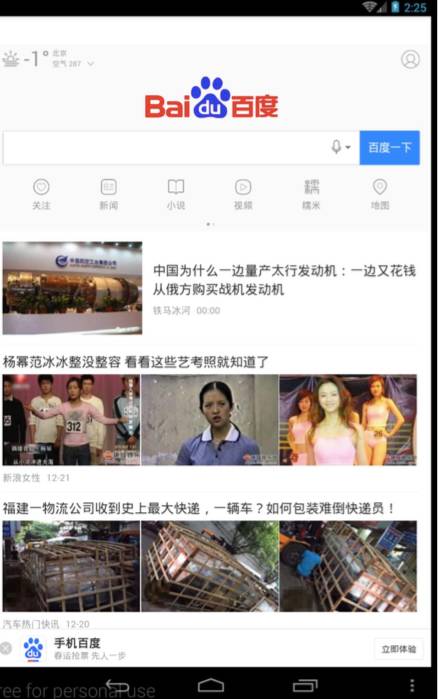 2:25
-1°
北京
空气 287
Bai du 百度
百度一下
关注
新闻
小说
视频
糯米
地图
中国为什么一边量产太行发动机：一边又花钱
从俄方购买战机发动机
铁马冰河 00:00
杨幂范冰冰整没整容 看看这些艺考照就知道了
312
新浪女性 12-21
福建一物流公司收到史上最大快递，一辆车？如何包装难倒快递员！
汽车热门快讯 12-20
手机百度
春运抢票 先人一步
立即体验
ree for personal use